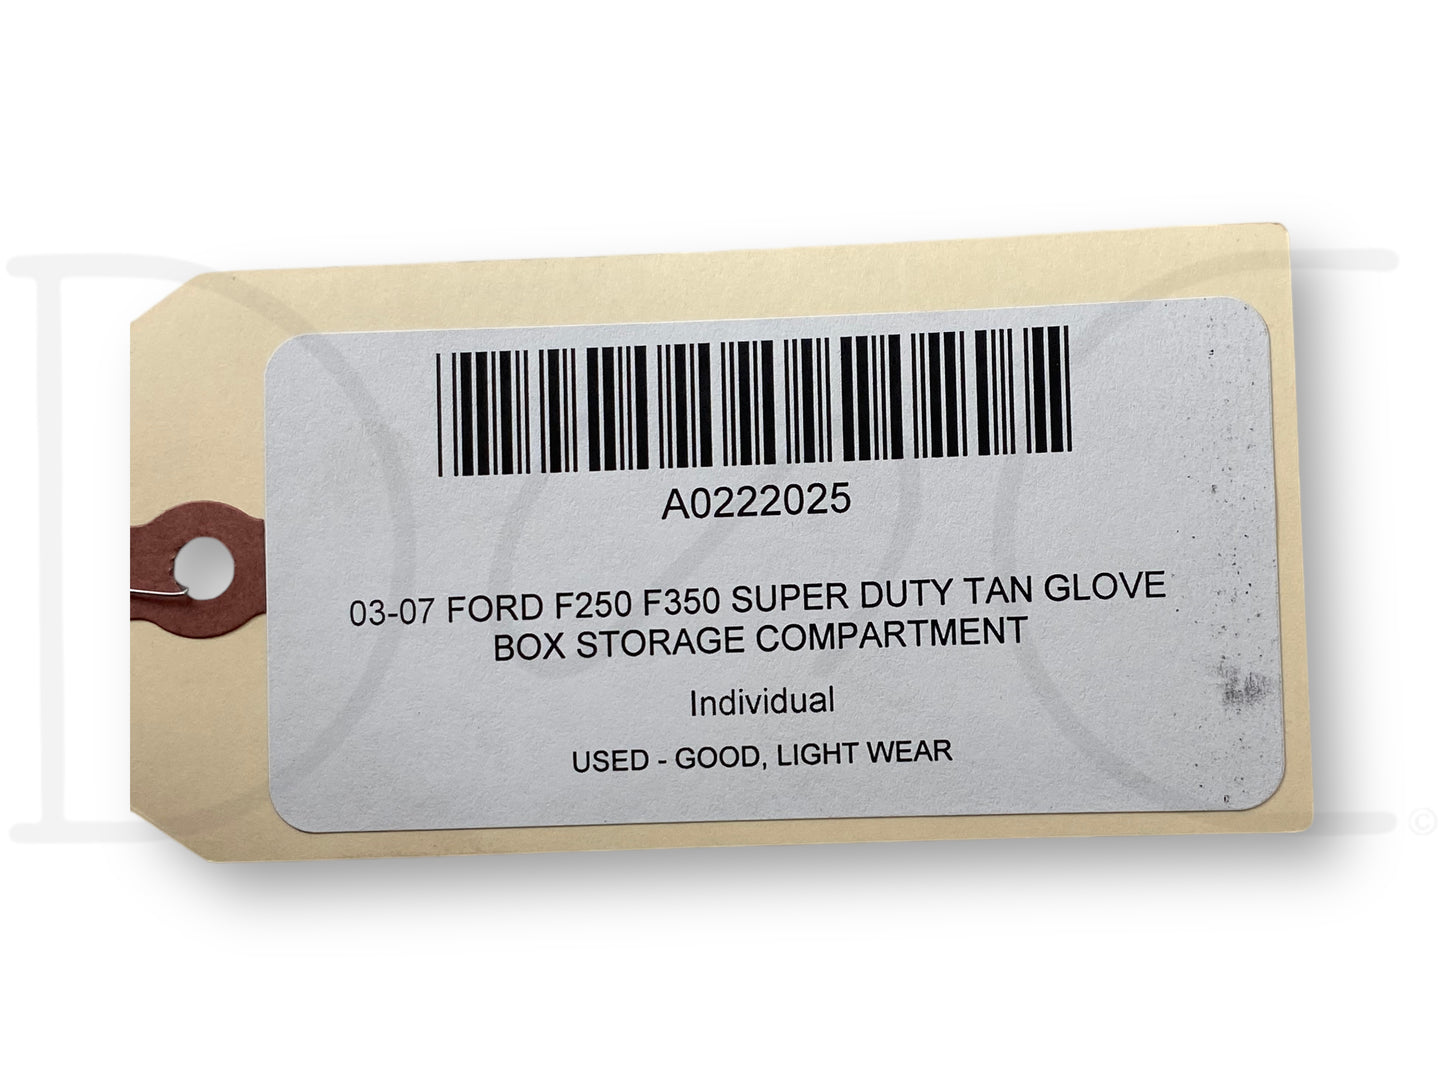 A0222025
03-07 FORD F250 F350 SUPER DUTY TAN GLOVE
BOX STORAGE COMPARTMENT
Individual
USED - GOOD, LIGHT WEAR
©